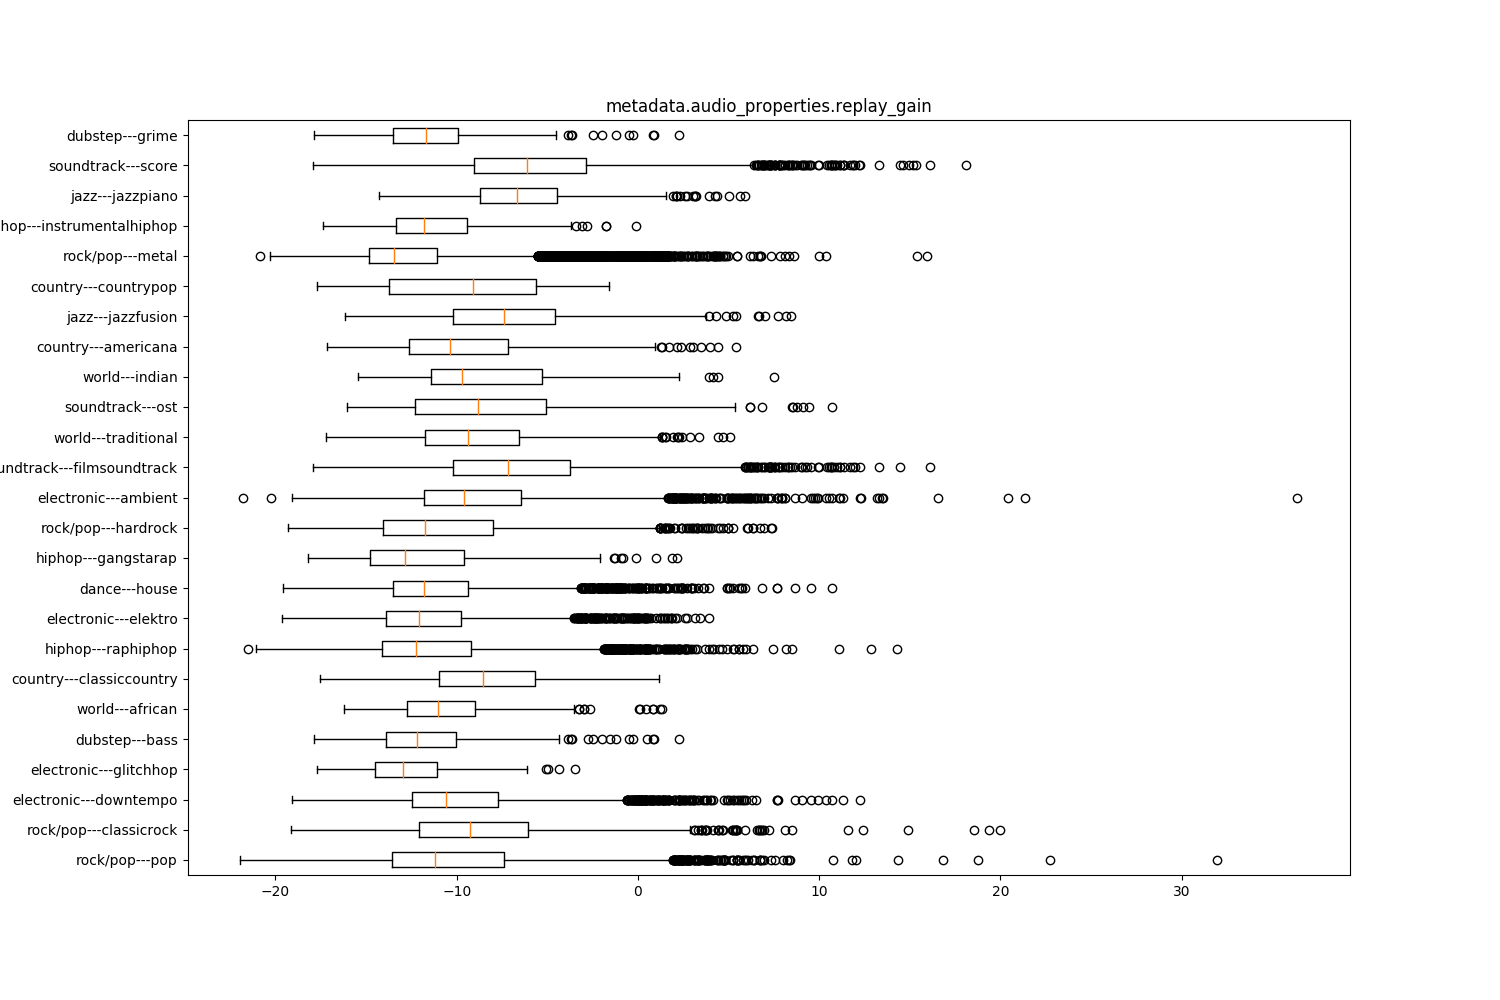 metadata.audio_properties.replay_gain
dubstep---grime
soundtrack---score
jazz---jazzpiano
hop---instrumentalhiphop
rock/pop---metal
country---countrypop
jazz---jazzfusion
country---americana
world---indian
soundtrack---ost
world---traditional
undtrack---filmsoundtrack
electronic---ambient
rock/pop---hardrock
hiphop---gangstarap
dance---house
electronic---elektro
hiphop---raphiphop
country---classiccountry
world---african
dubstep---bass
electronic---glitchhop
electronic---downtempo
rock/pop---classicrock
rock/pop---pop
−20 −10 0 10 20 30